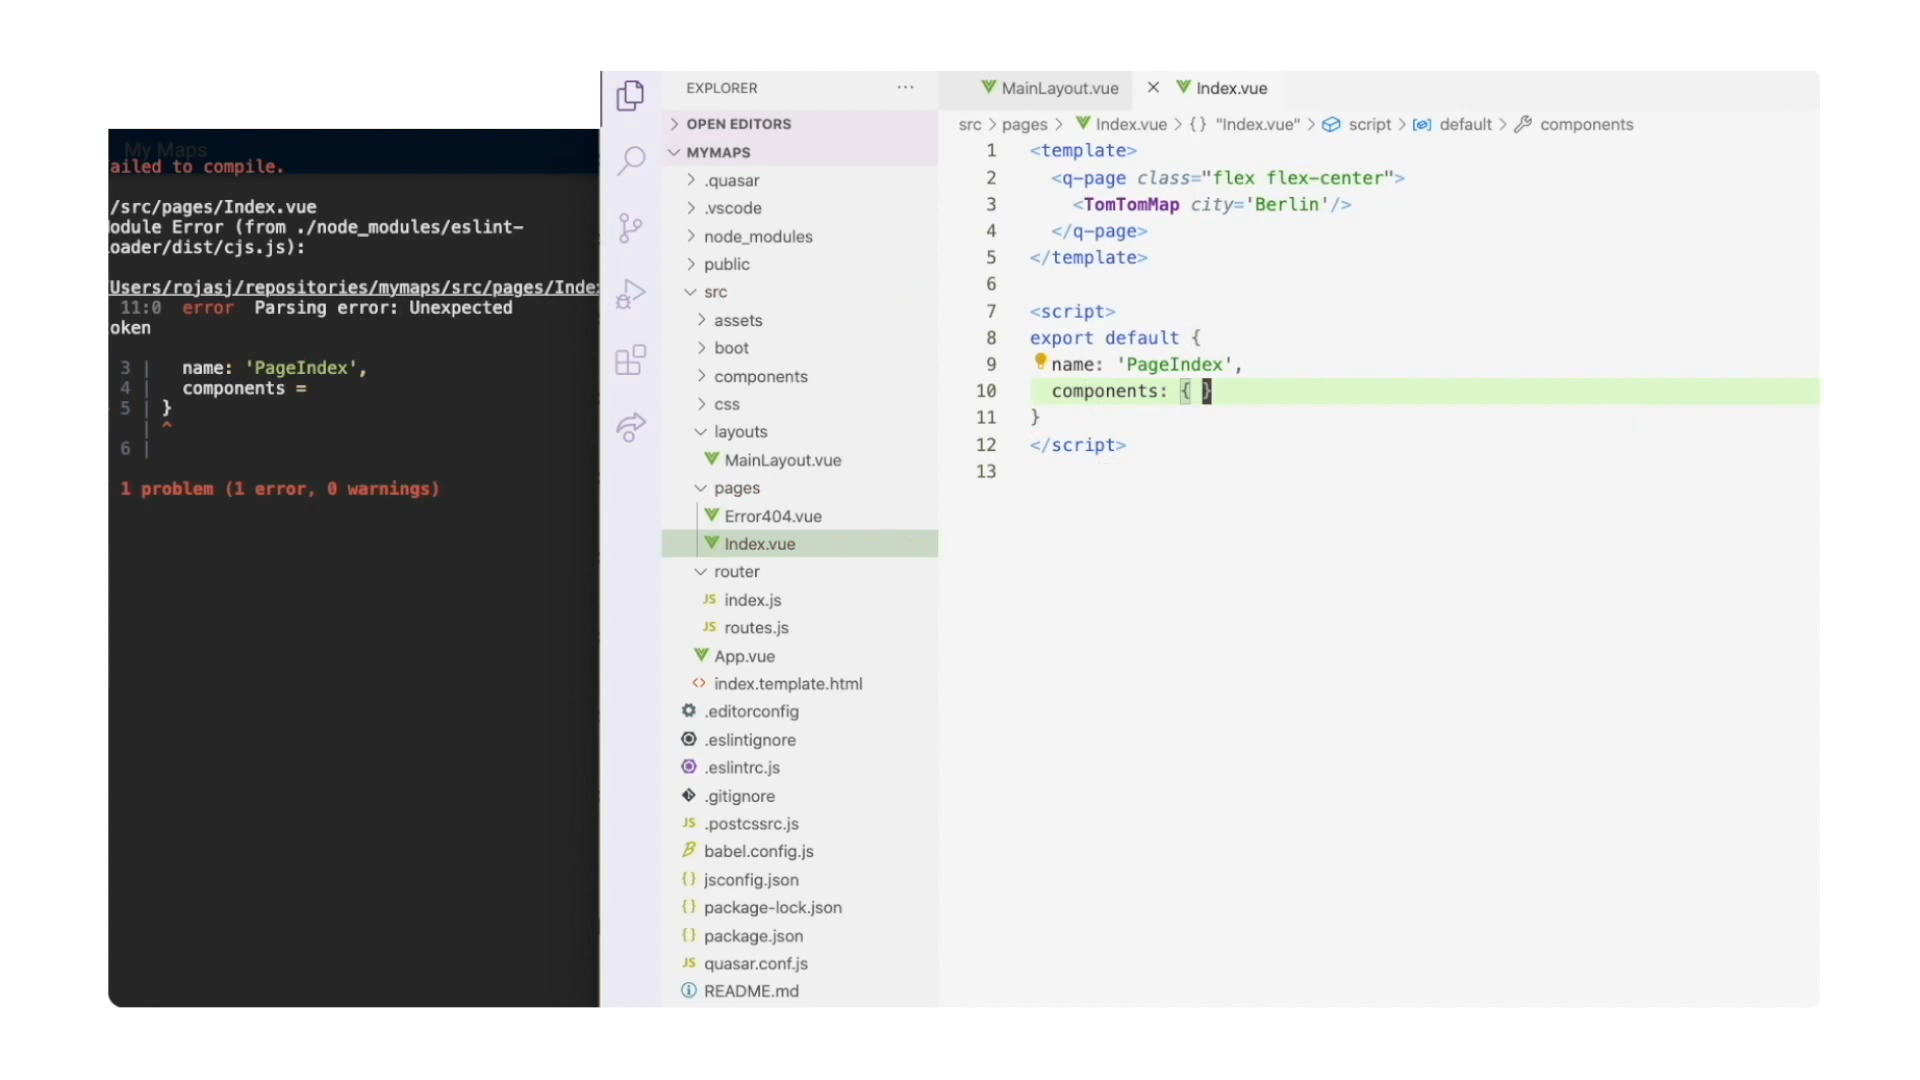 My Maps
ailed to compile.
/src/pages/Index.vue
odule Error (from ./node_modules/eslint-
oader/dist/cjs.js):
Users/rojasj/repositories/mymaps/src/pages/Inde
11:0 error Parsing error: Unexpected
oken
3 | name: 'PageIndex',
4 | components =
5 | }
| ^
6 |
1 problem (1 error, 0 warnings)
EXPLORER ...
OPEN EDITORS
MYMAPS
.quasar
.vscode
node_modules
public
src
assets
boot
components
css
layouts
MainLayout.vue
pages
Error404.vue
Index.vue
router
JS index.js
JS routes.js
App.vue
<> index.template.html
.editorconfig
.eslintignore
.eslintrc.js
.gitignore
JS .postcssrc.js
babel.config.js
{} jsconfig.json
{} package-lock.json
{} package.json
JS quasar.conf.js
README.md
MainLayout.vue
Index.vue
src > pages > Index.vue > {} "Index.vue" > script > default > components
1 <template>
2 <q-page class="flex flex-center">
3 <TomTomMap city='Berlin'/>
4 </q-page>
5 </template>
6
7 <script>
8 export default {
9 name: 'PageIndex',
10 components: { }
11 }
12 </script>
13